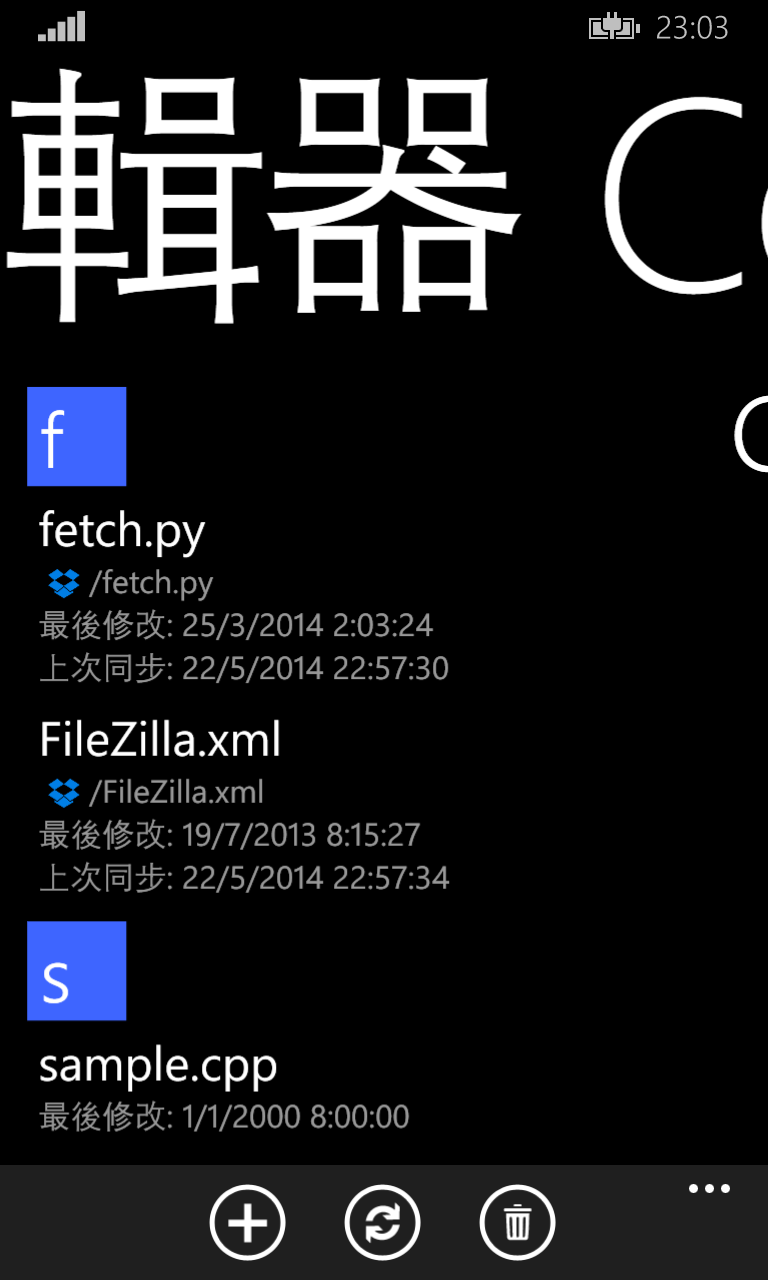 23:03
輯器 C
f
fetch.py
/fetch.py
最後修改: 25/3/2014 2:03:24
上次同步: 22/5/2014 22:57:30
FileZilla.xml
/FileZilla.xml
最後修改: 19/7/2013 8:15:27
上次同步: 22/5/2014 22:57:34
s
sample.cpp
最後修改: 1/1/2000 8:00:00